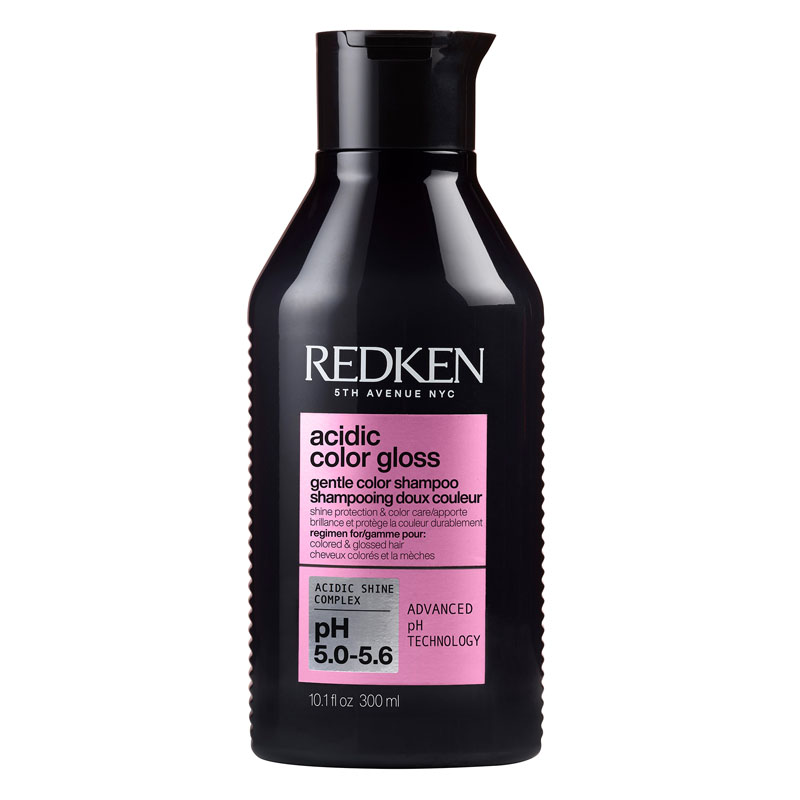 REDKEN
5TH AVENUE NYC
acidic
color gloss
gentle color shampoo
shampooing doux couleur
shine protection & color care/apporte
brillance et protège la couleur durablement
regimen for/gamme pour:
colored & glossed hair
cheveux colorés et la mèches
ACIDIC SHINE
COMPLEX
pH
5.0-5.6
ADVANCED
pH
TECHNOLOGY
10.1 fl oz 300 ml